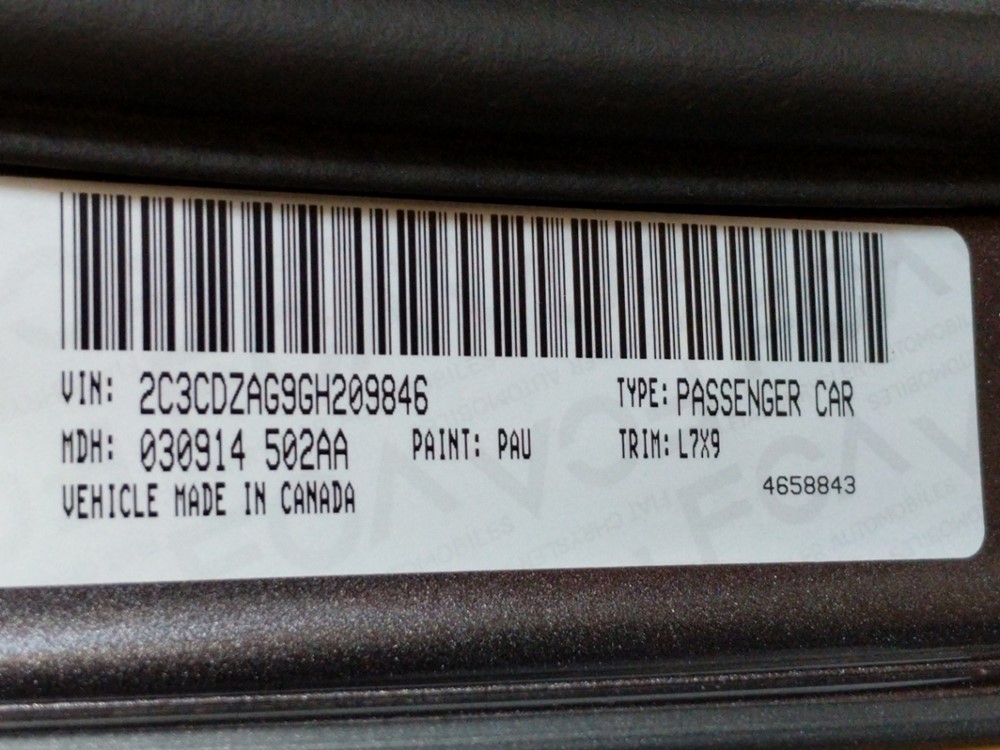 VIN: 2C3CDZAG9GH209846 TYPE: PASSENGER CAR
MDH: 030914 502AA PAINT: PAU TRIM: L7X9
VEHICLE MADE IN CANADA 4658843